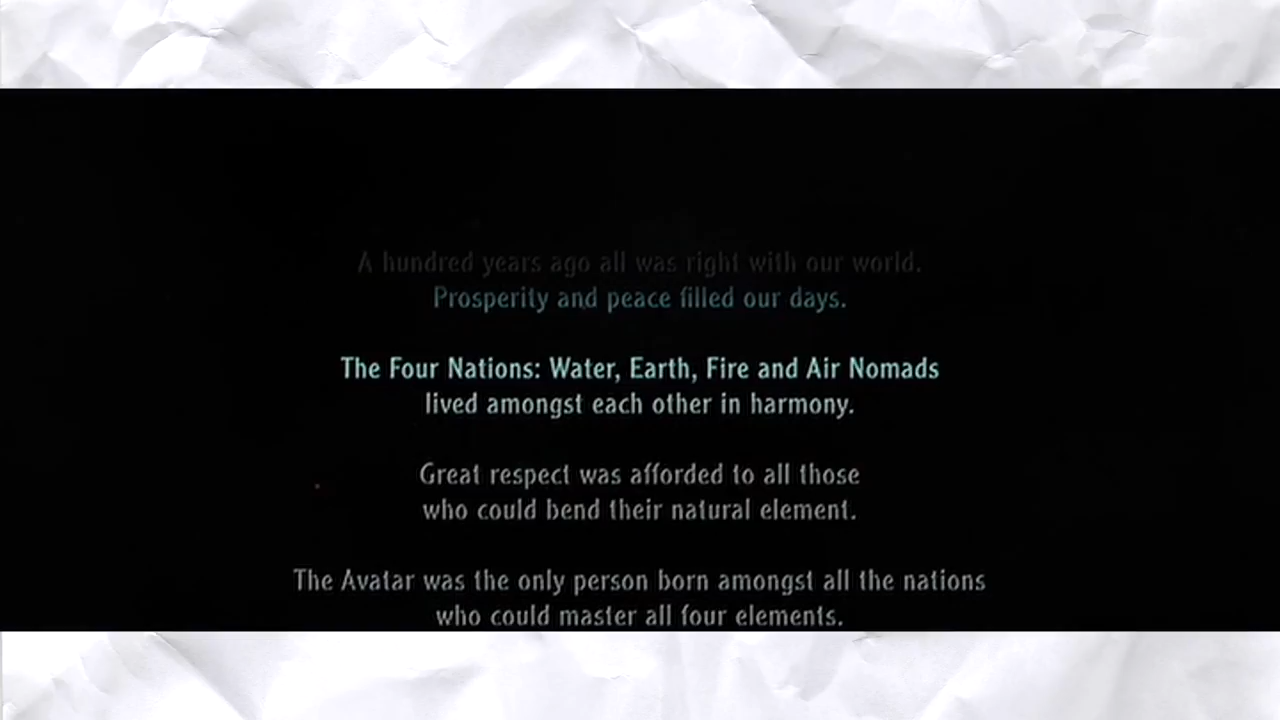 A hundred years ago all was right with our world.
Prosperity and peace filled our days.
The Four Nations: Water, Earth, Fire and Air Nomads
lived amongst each other in harmony.
Great respect was afforded to all those
who could bend their natural element.
The Avatar was the only person born amongst all the nations
who could master all four elements.